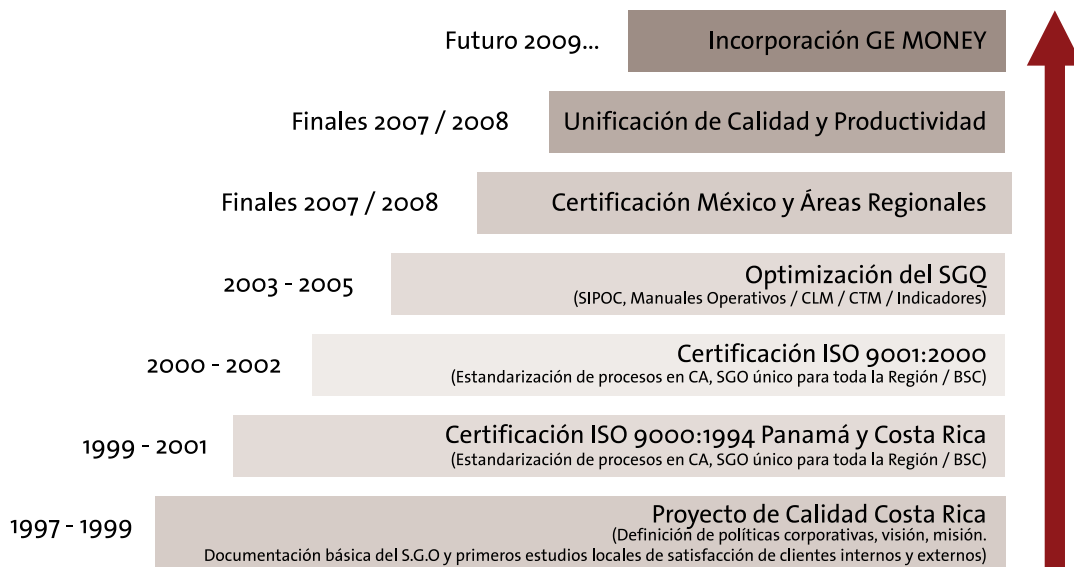 Futuro 2009... Incorporación GE MONEY
Finales 2007 / 2008 Unificación de Calidad y Productividad
Finales 2007 / 2008 Certificación México y Áreas Regionales
2003 - 2005 Optimización del SGQ
(SIPOC, Manuales Operativos / CLM / CTM / Indicadores)
2000 - 2002 Certificación ISO 9001:2000
(Estandarización de procesos en CA, SGO único para toda la Región / BSC)
1999 - 2001 Certificación ISO 9000:1994 Panamá y Costa Rica
(Estandarización de procesos en CA, SGO único para toda la Región / BSC)
1997 - 1999 Proyecto de Calidad Costa Rica
(Definición de políticas corporativas, visión, misión.
Documentación básica del S.G.O y primeros estudios locales de satisfacción de clientes internos y externos)